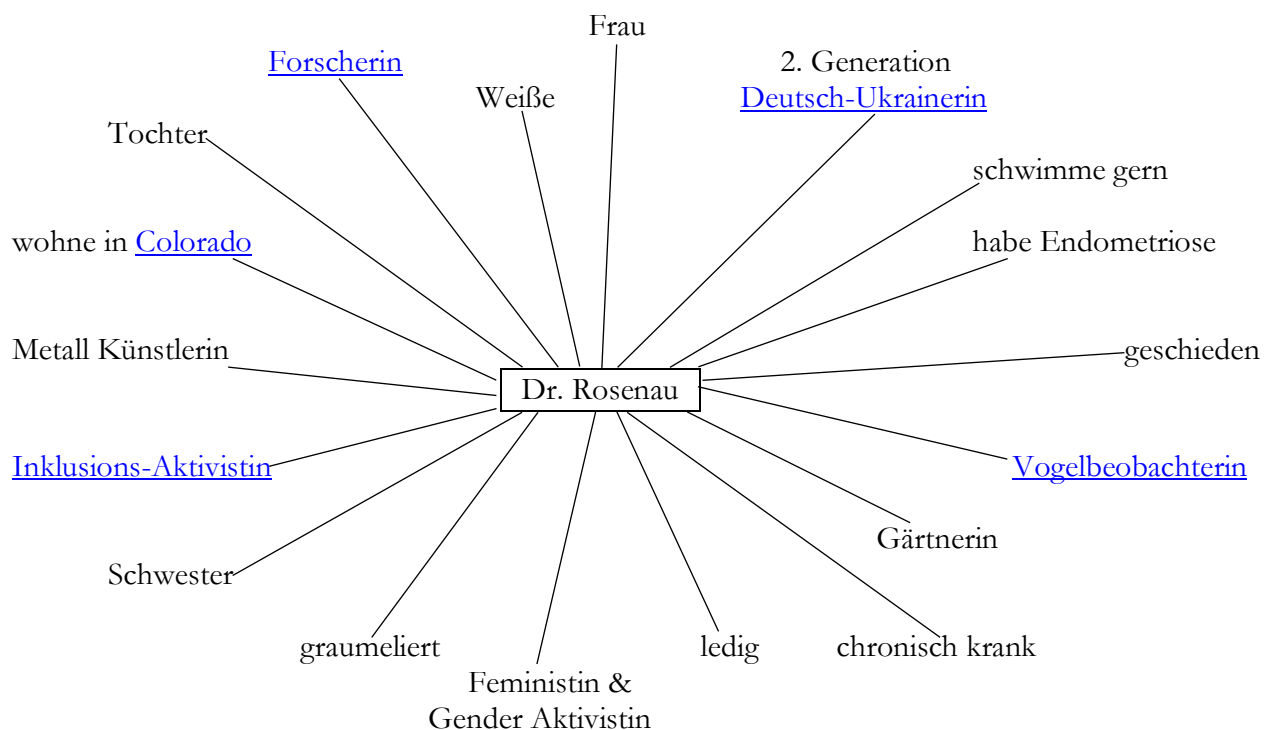 Frau
Forscherin
2. Generation
Deutsch-Ukrainerin
Weiße
Tochter
schwimme gern
wohne in Colorado
habe Endometriose
Metall Künstlerin
geschieden
Dr. Rosenau
Inklusions-Aktivistin
Vogelbeobachterin
Gärtnerin
Schwester
graumeliert
ledig
chronisch krank
Feministin &
Gender Aktivistin